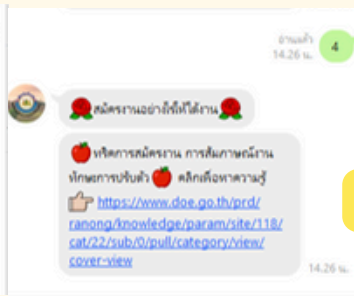 อ่านแล้ว
14.26 น.
4
สมัครงานอย่างไรให้ได้งาน
ทริคการสมัครงาน การสัมภาษณ์งาน
ทักษะการปรับตัว คลิกเพื่อหาความรู้
https://www.doe.go.th/prd/
ranong/knowledge/param/site/118/
cat/22/sub/0/pull/category/view/
cover-view
14.26 น.